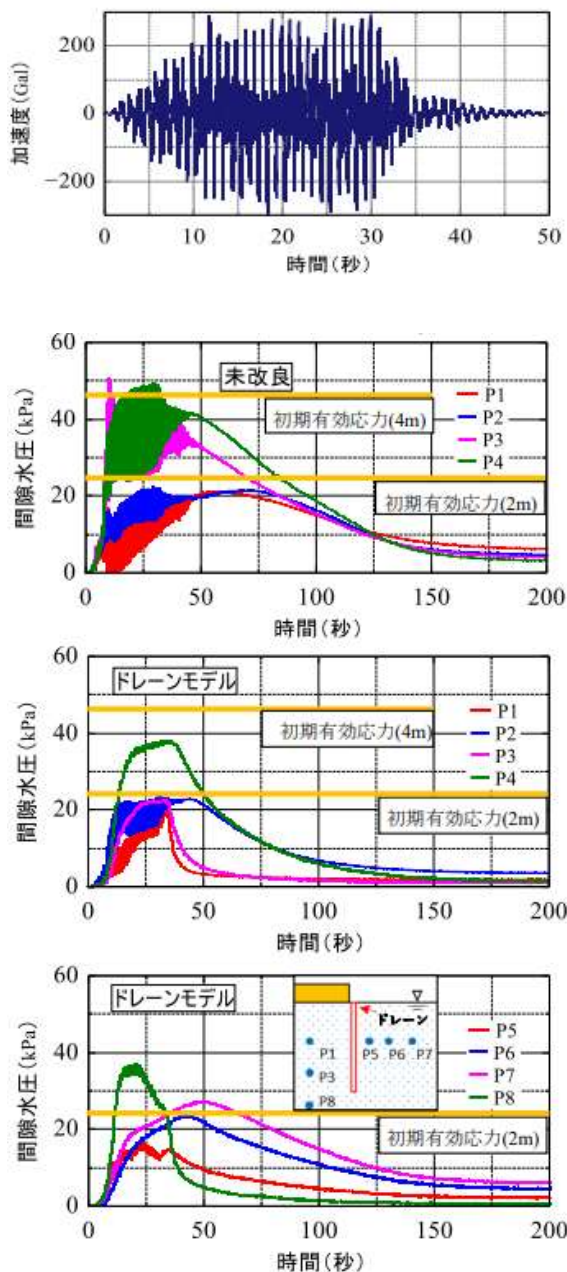 200
0
−200
加速度(Gal)
0 10 20 30 40 50
時間(秒)
60
40
20
0
間隙水圧(kPa)
未改良
P1
P2
P3
P4
初期有効応力(4m)
初期有効応力(2m)
0 50 100 150 200
時間(秒)
60
40
20
0
間隙水圧(kPa)
ドレーンモデル
P1
P2
P3
P4
初期有効応力(4m)
初期有効応力(2m)
0 50 100 150 200
時間(秒)
60
40
20
0
間隙水圧(kPa)
ドレーンモデル
ドレーン
P1 P5 P6 P7
P3
P8
P5
P6
P7
P8
初期有効応力(2m)
0 50 100 150 200
時間(秒)